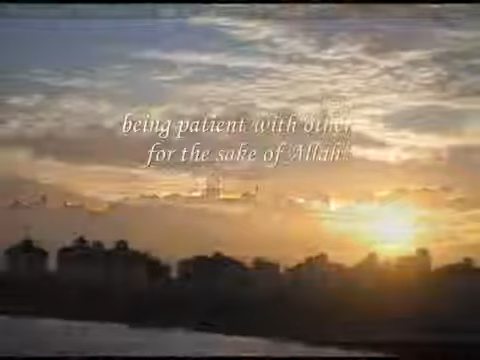 being patient with other
for the sake of Allah